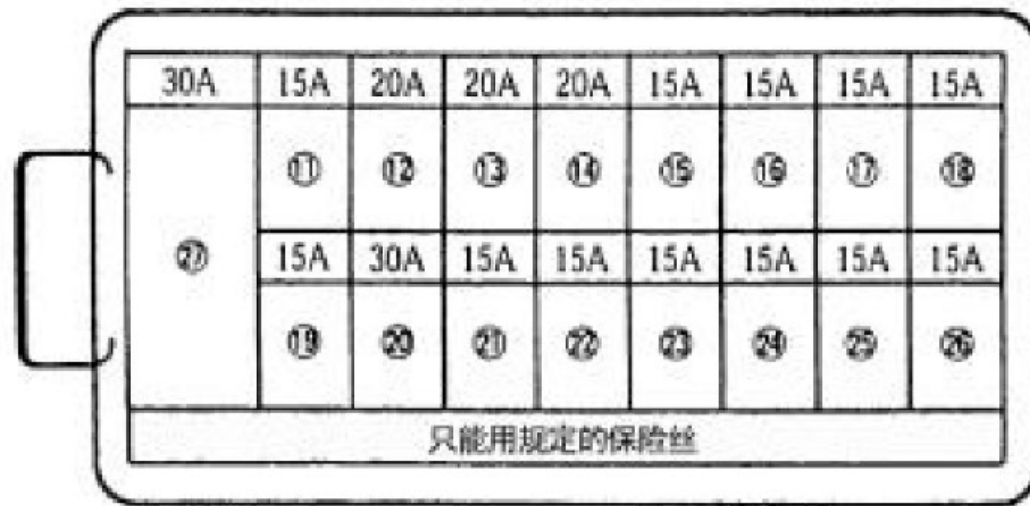 30A 15A 20A 20A 20A 15A 15A 15A 15A
⑪ ⑫ ⑬ ⑭ ⑮ ⑯ ⑰ ⑱
㉗ 15A 30A 15A 15A 15A 15A 15A 15A
⑲ ⑳ ㉑ ㉒ ㉓ ㉔ ㉕ ㉖
只能用规定的保险丝